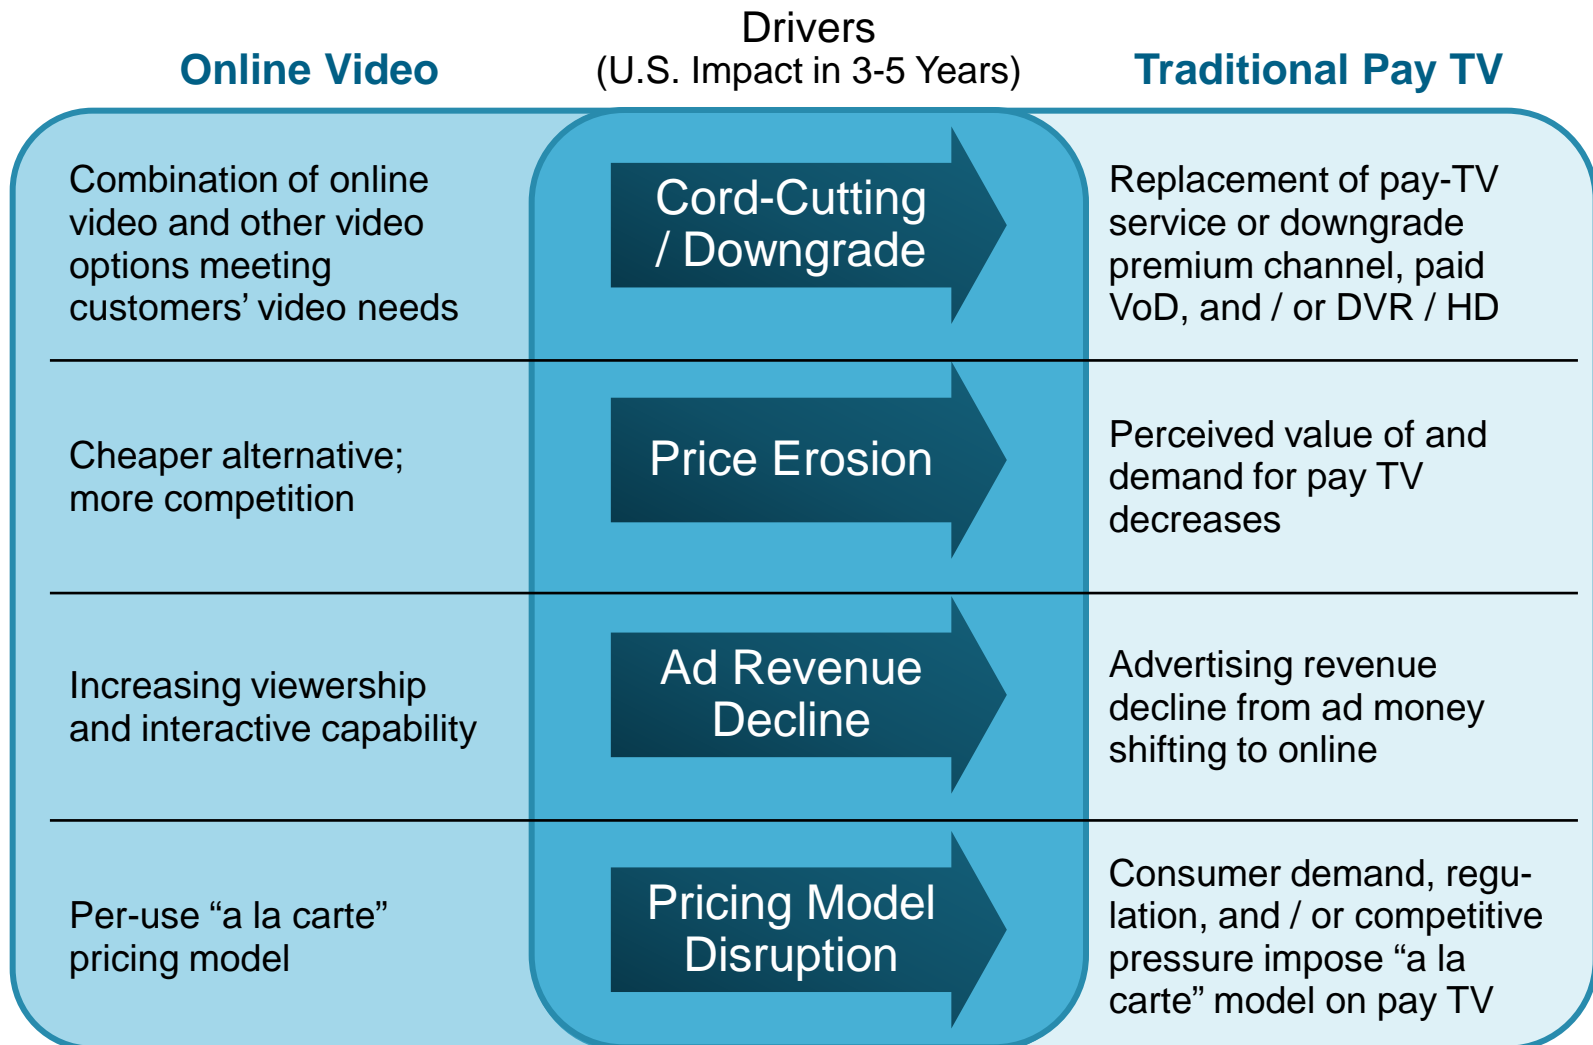 Drivers
Online Video
(U.S. Impact in 3-5 Years)
Traditional Pay TV
Combination of online
video and other video
options meeting
customers’ video needs
Cord-Cutting
/ Downgrade
Replacement of pay-TV
service or downgrade
premium channel, paid
VoD, and / or DVR / HD
Cheaper alternative;
more competition
Price Erosion
Perceived value of and
demand for pay TV
decreases
Increasing viewership
and interactive capability
Ad Revenue
Decline
Advertising revenue
decline from ad money
shifting to online
Per-use “a la carte”
pricing model
Pricing Model
Disruption
Consumer demand, regu-
lation, and / or competitive
pressure impose “a la
carte” model on pay TV